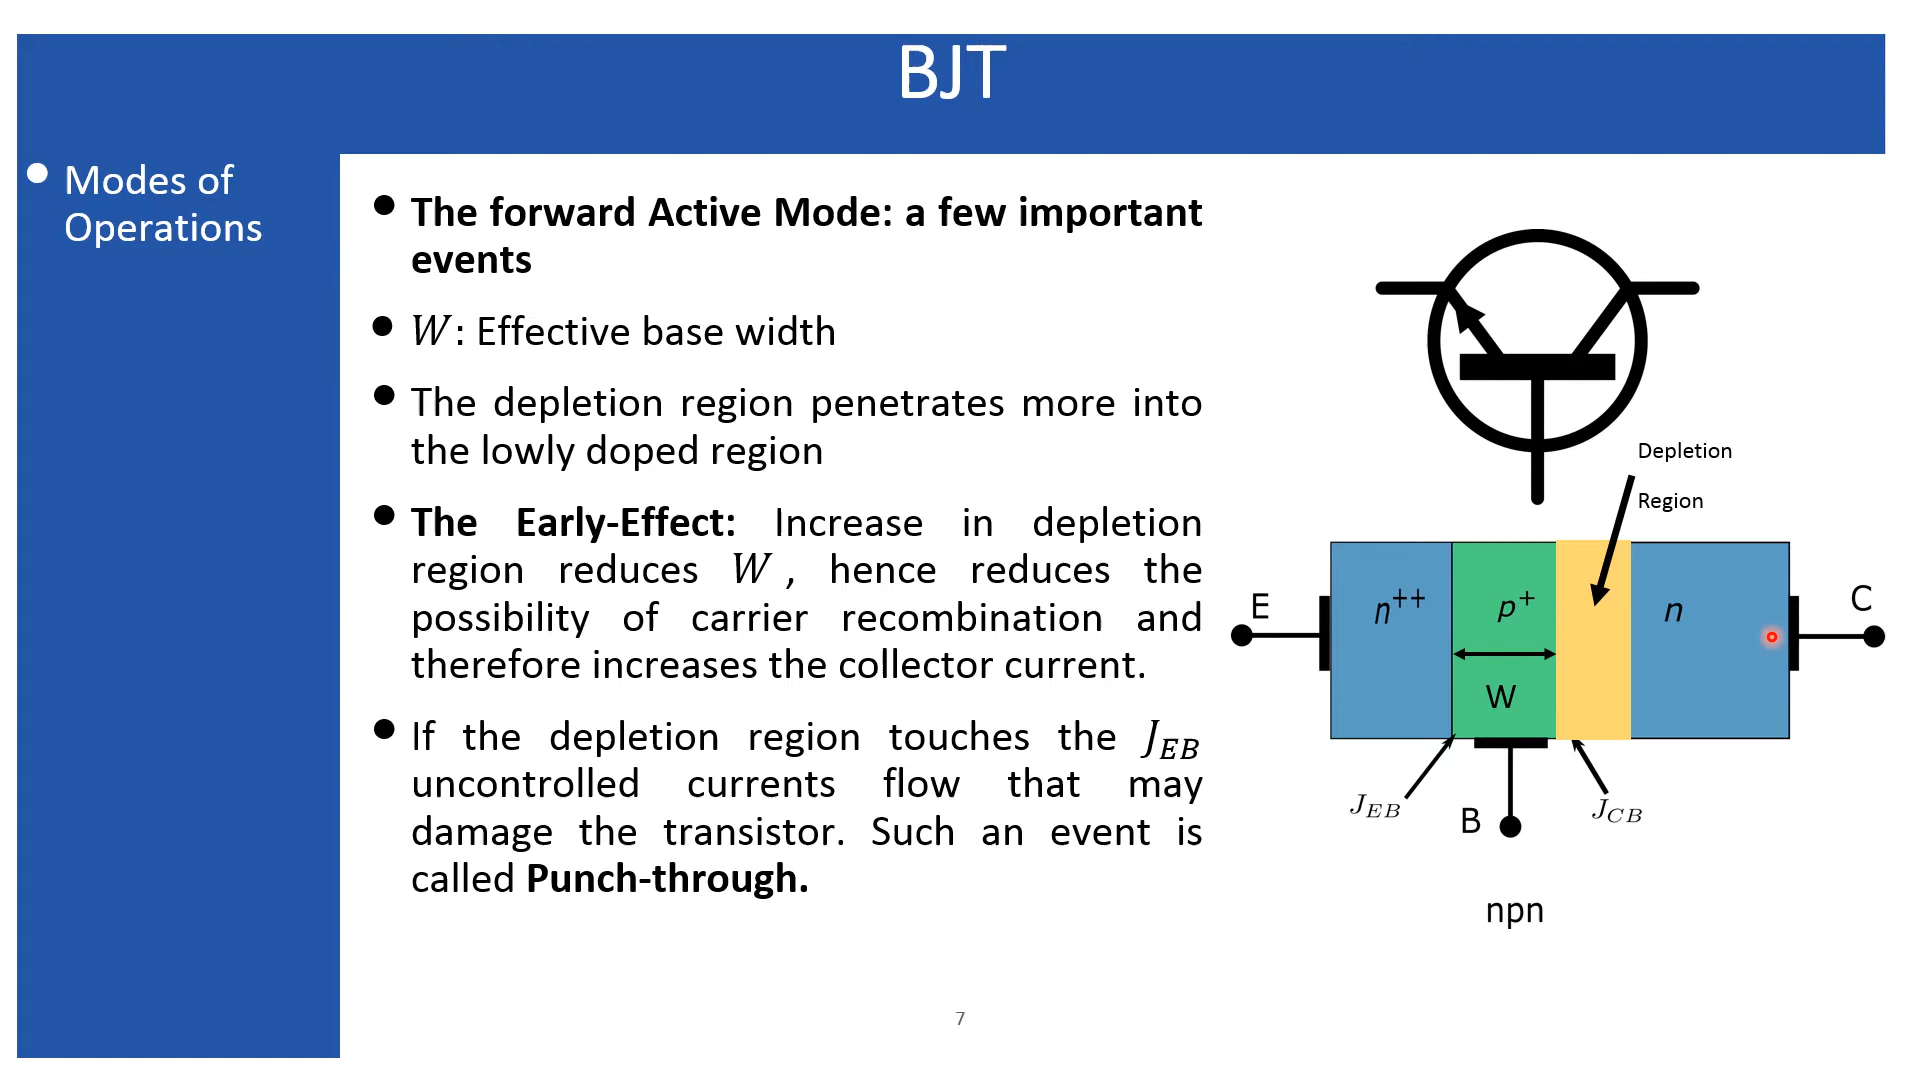 BJT
• Modes of
Operations
• The forward Active Mode: a few important
events
• W: Effective base width
• The depletion region penetrates more into
the lowly doped region
• The Early-Effect: Increase in depletion
region reduces W , hence reduces the
possibility of carrier recombination and
therefore increases the collector current.
• If the depletion region touches the J_EB
uncontrolled currents flow that may
damage the transistor. Such an event is
called Punch-through.
Depletion
Region
E
n++
p+
n
C
W
J_EB
B
J_CB
npn
7